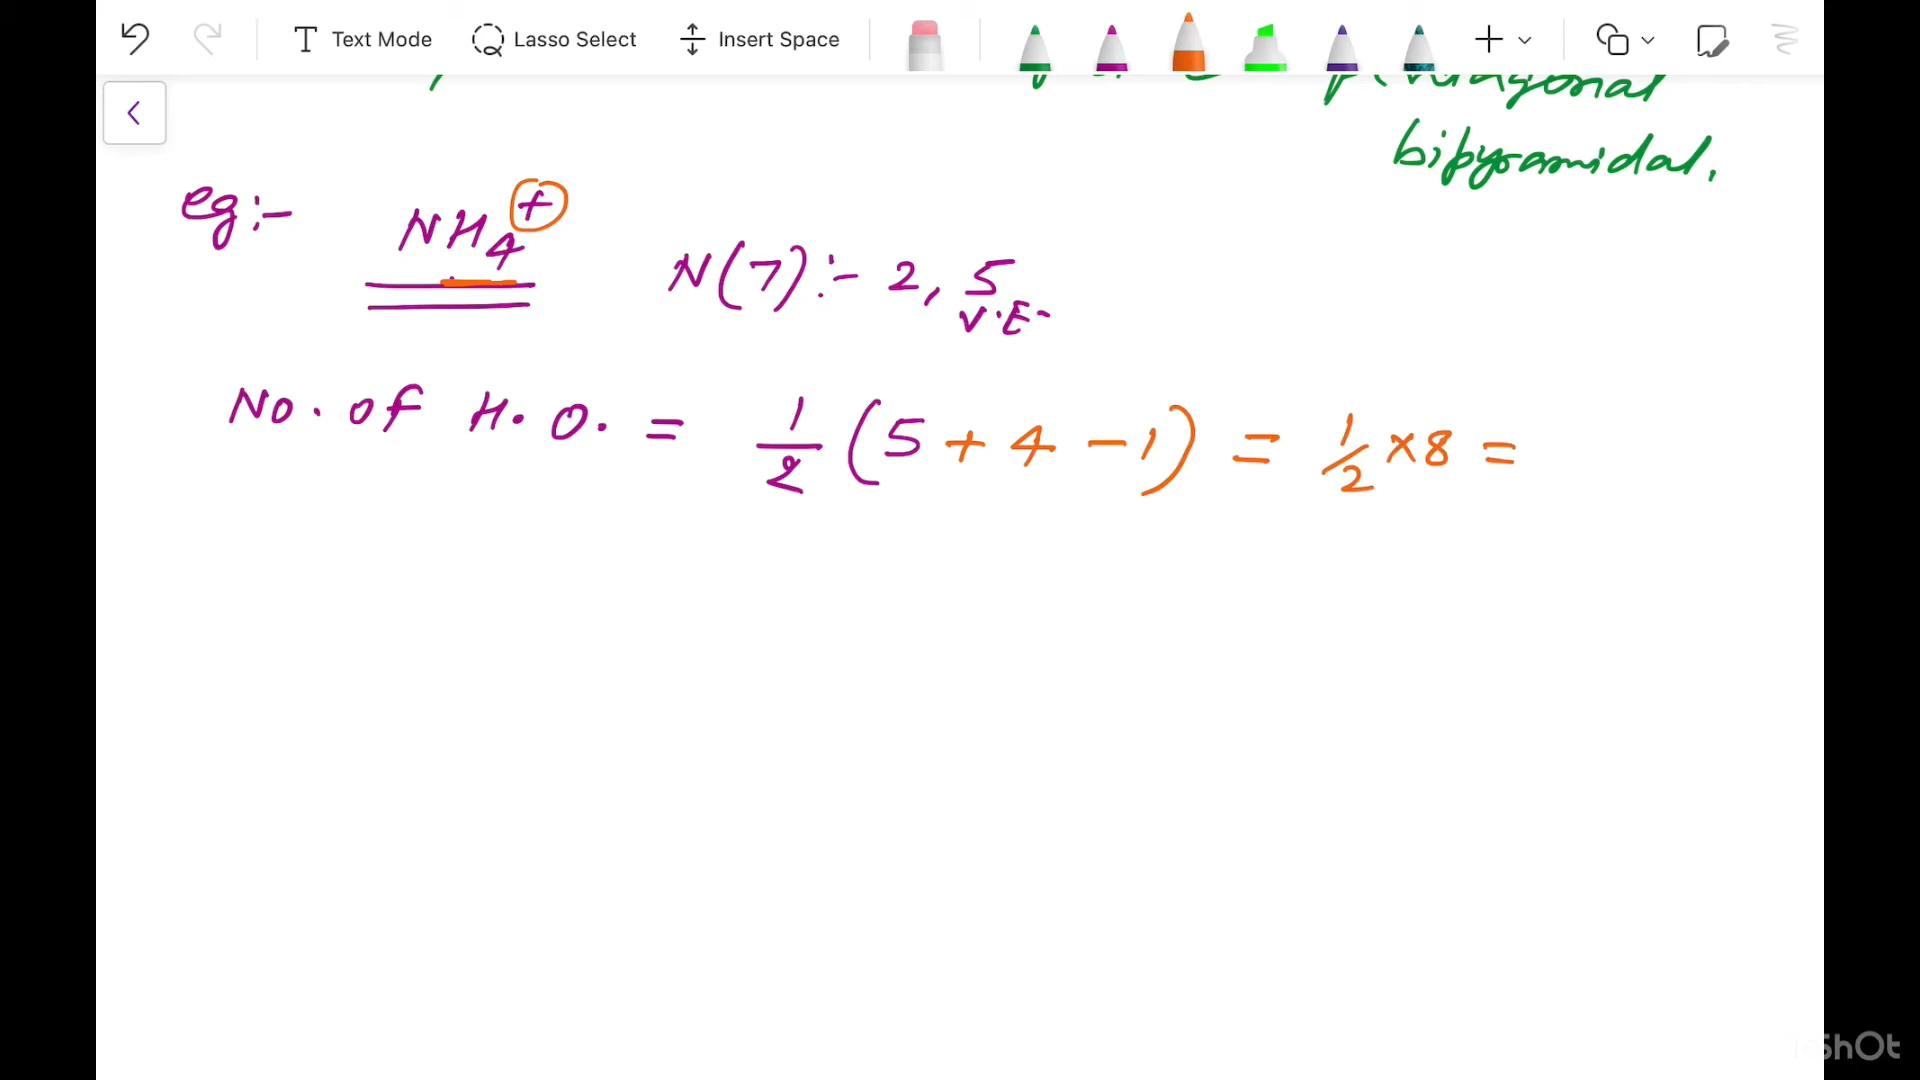 Text Mode Lasso Select Insert Space
bipyramidal.
eg:- NH4+
N(7):- 2, 5
V.E-
No. of H.O. = 1/2 (5 + 4 - 1) = 1/2 × 8 =